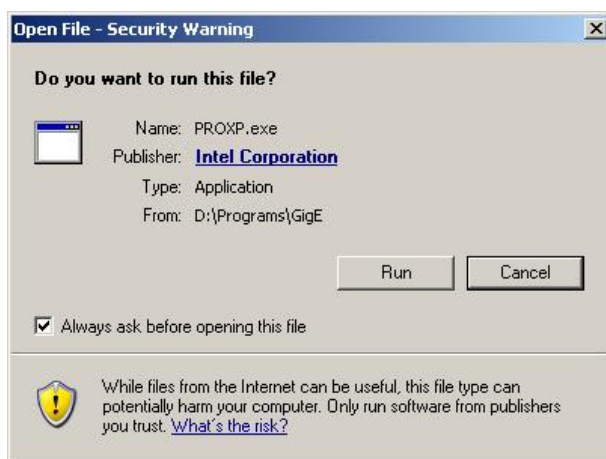 Open File - Security Warning
Do you want to run this file?
Name: PROXP.exe
Publisher: Intel Corporation
Type: Application
From: D:\Programs\GigE
Run Cancel
Always ask before opening this file
While files from the Internet can be useful, this file type can
potentially harm your computer. Only run software from publishers
you trust. What's the risk?